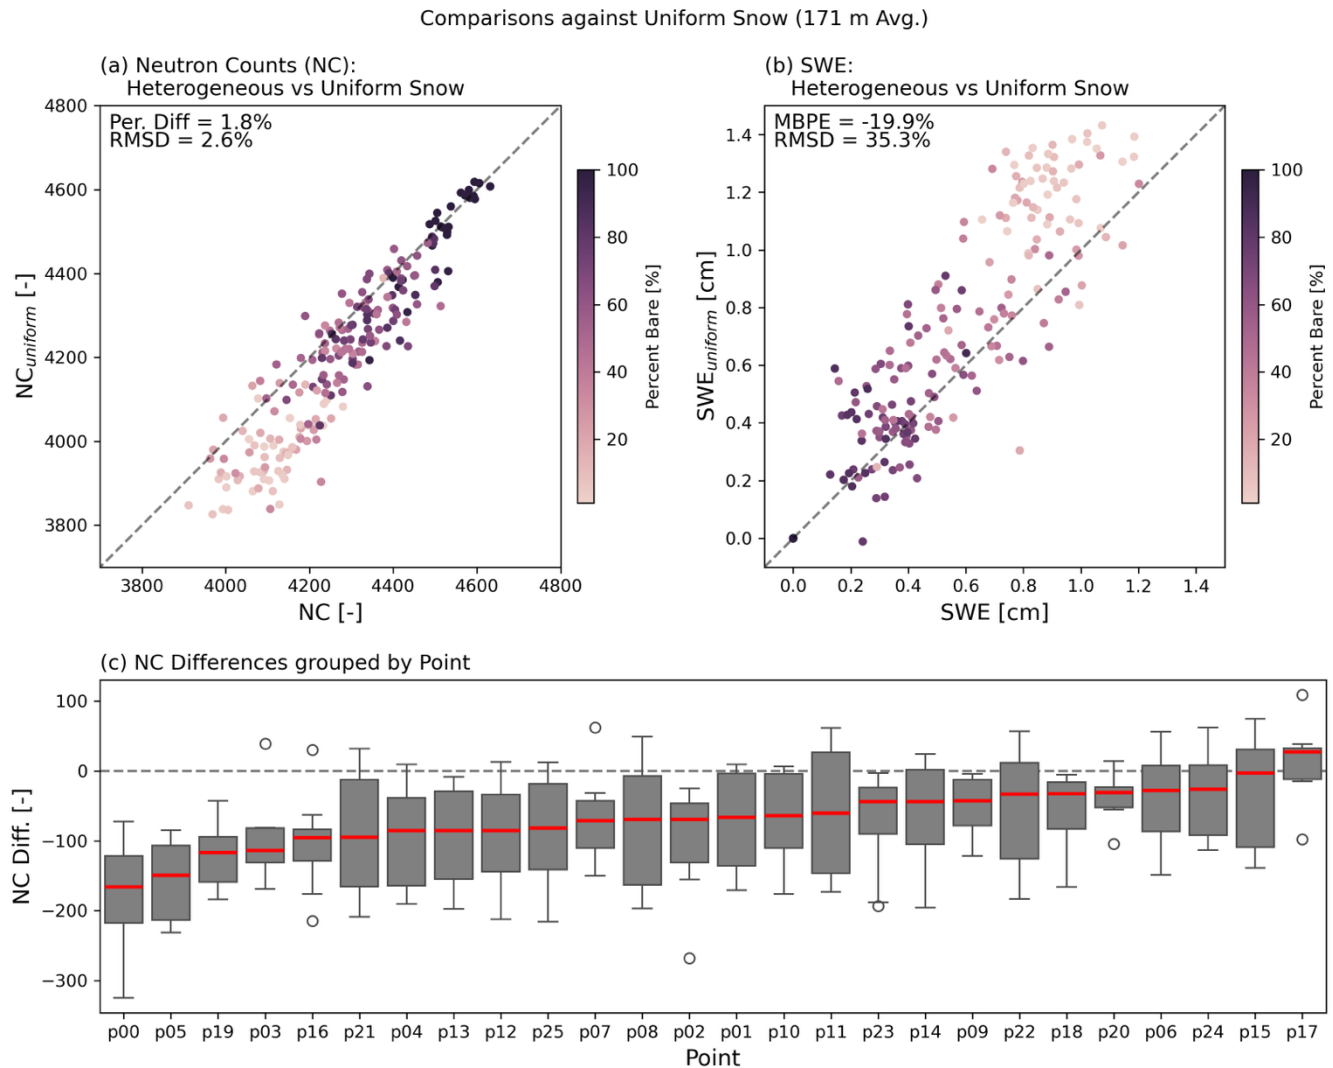 Comparisons against Uniform Snow (171 m Avg.)
(a) Neutron Counts (NC):
Heterogeneous vs Uniform Snow
Per. Diff = 1.8%
RMSD = 2.6%
4800
4600
4400
4200
4000
3800
NCuniform [-]
3800 4000 4200 4400 4600 4800
NC [-]
100
80
60
40
20
Percent Bare [%]
(b) SWE:
Heterogeneous vs Uniform Snow
MBPE = -19.9%
RMSD = 35.3%
1.4
1.2
1.0
0.8
0.6
0.4
0.2
0.0
SWEuniform [cm]
0.0 0.2 0.4 0.6 0.8 1.0 1.2 1.4
SWE [cm]
100
80
60
40
20
Percent Bare [%]
(c) NC Differences grouped by Point
100
0
−100
−200
−300
NC Diff. [-]
p00 p05 p19 p03 p16 p21 p04 p13 p12 p25 p07 p08 p02 p01 p10 p11 p23 p14 p09 p22 p18 p20 p06 p24 p15 p17
Point